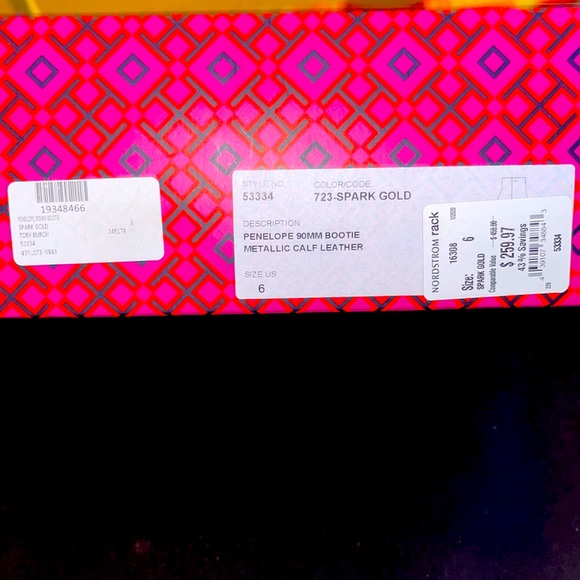 19348466
PENELOPE 90MM BOOTIE
SPARK GOLD 6
TORY BURCH
53334
STYLE NO. COLOR/CODE
53334 723-SPARK GOLD
DESCRIPTION
PENELOPE 90MM BOOTIE
METALLIC CALF LEATHER
SIZE US
6
NORDSTROM rack
16308
Size: 6
SPARK GOLD
Comparable Value
$ 259.97
43% Savings
53334